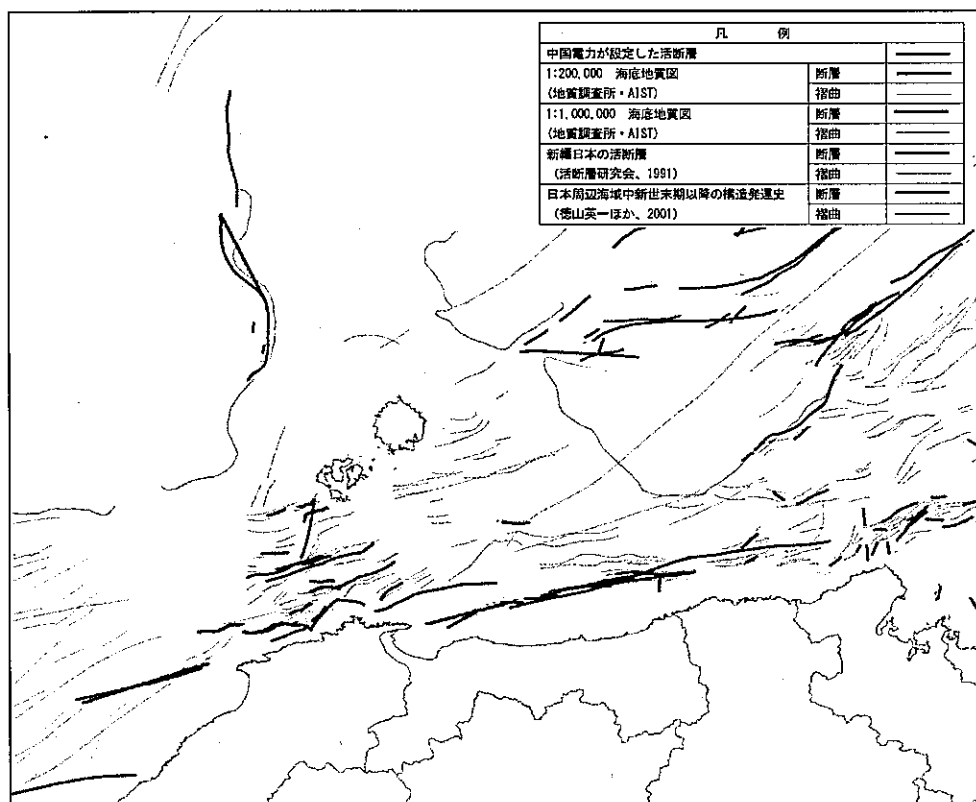 凡 例
中国電力が設定した活断層
1:200,000 海底地質図 断層
(地質調査所・AIST) 褶曲
1:1,000,000 海底地質図 断層
(地質調査所・AIST) 褶曲
新編日本の活断層 断層
(活断層研究会、1991) 褶曲
日本周辺海域中新世末期以降の構造発達史 断層
(徳山英一ほか、2001) 褶曲